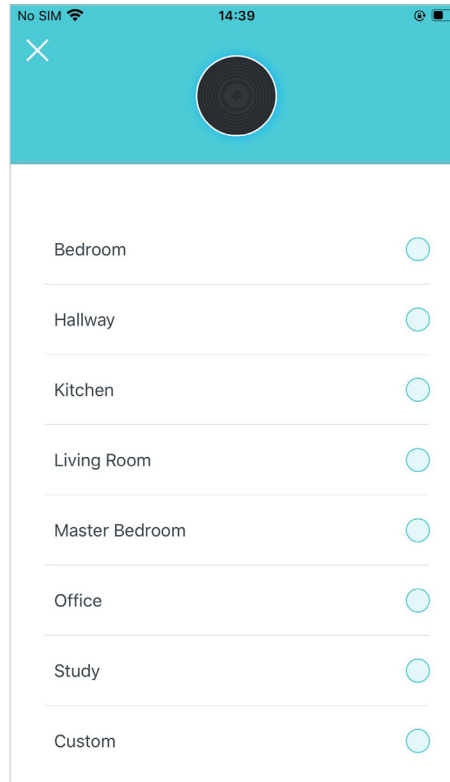 No SIM 14:39
Bedroom
Hallway
Kitchen
Living Room
Master Bedroom
Office
Study
Custom